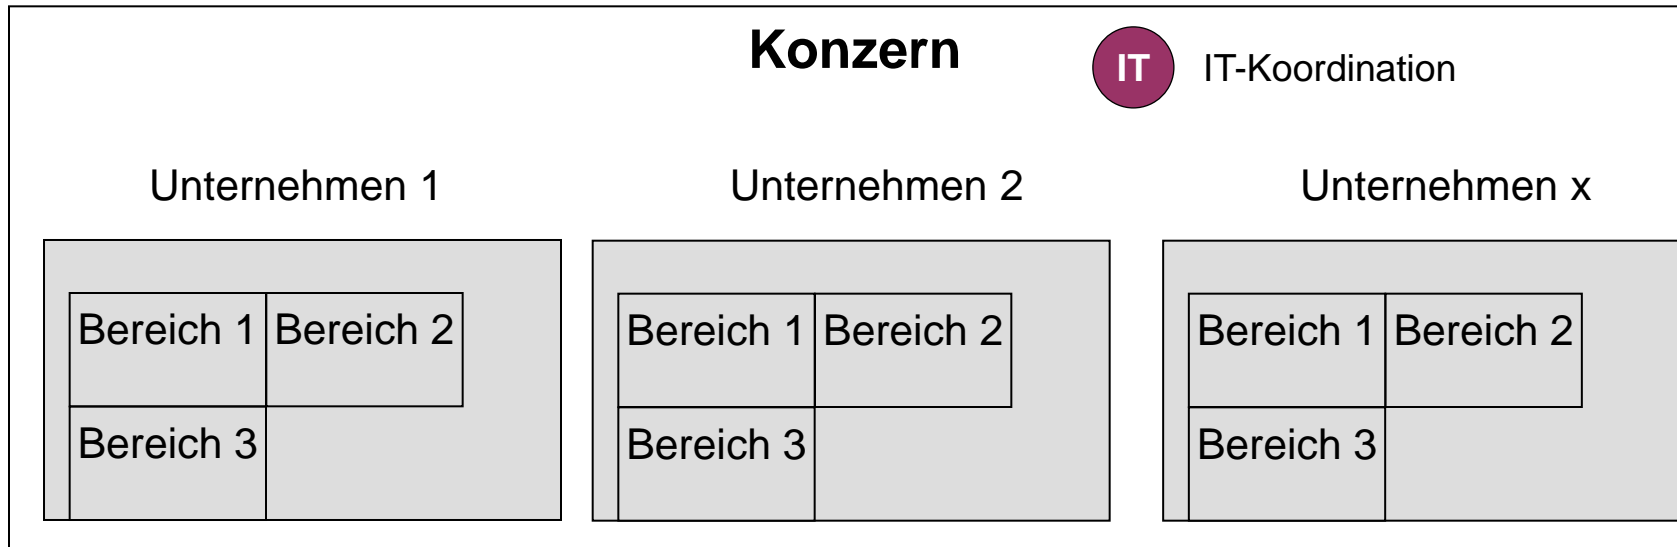 Konzern
IT
IT-Koordination
Unternehmen 1
Unternehmen 2
Unternehmen x
Bereich 1
Bereich 2
Bereich 3
Bereich 1
Bereich 2
Bereich 3
Bereich 1
Bereich 2
Bereich 3